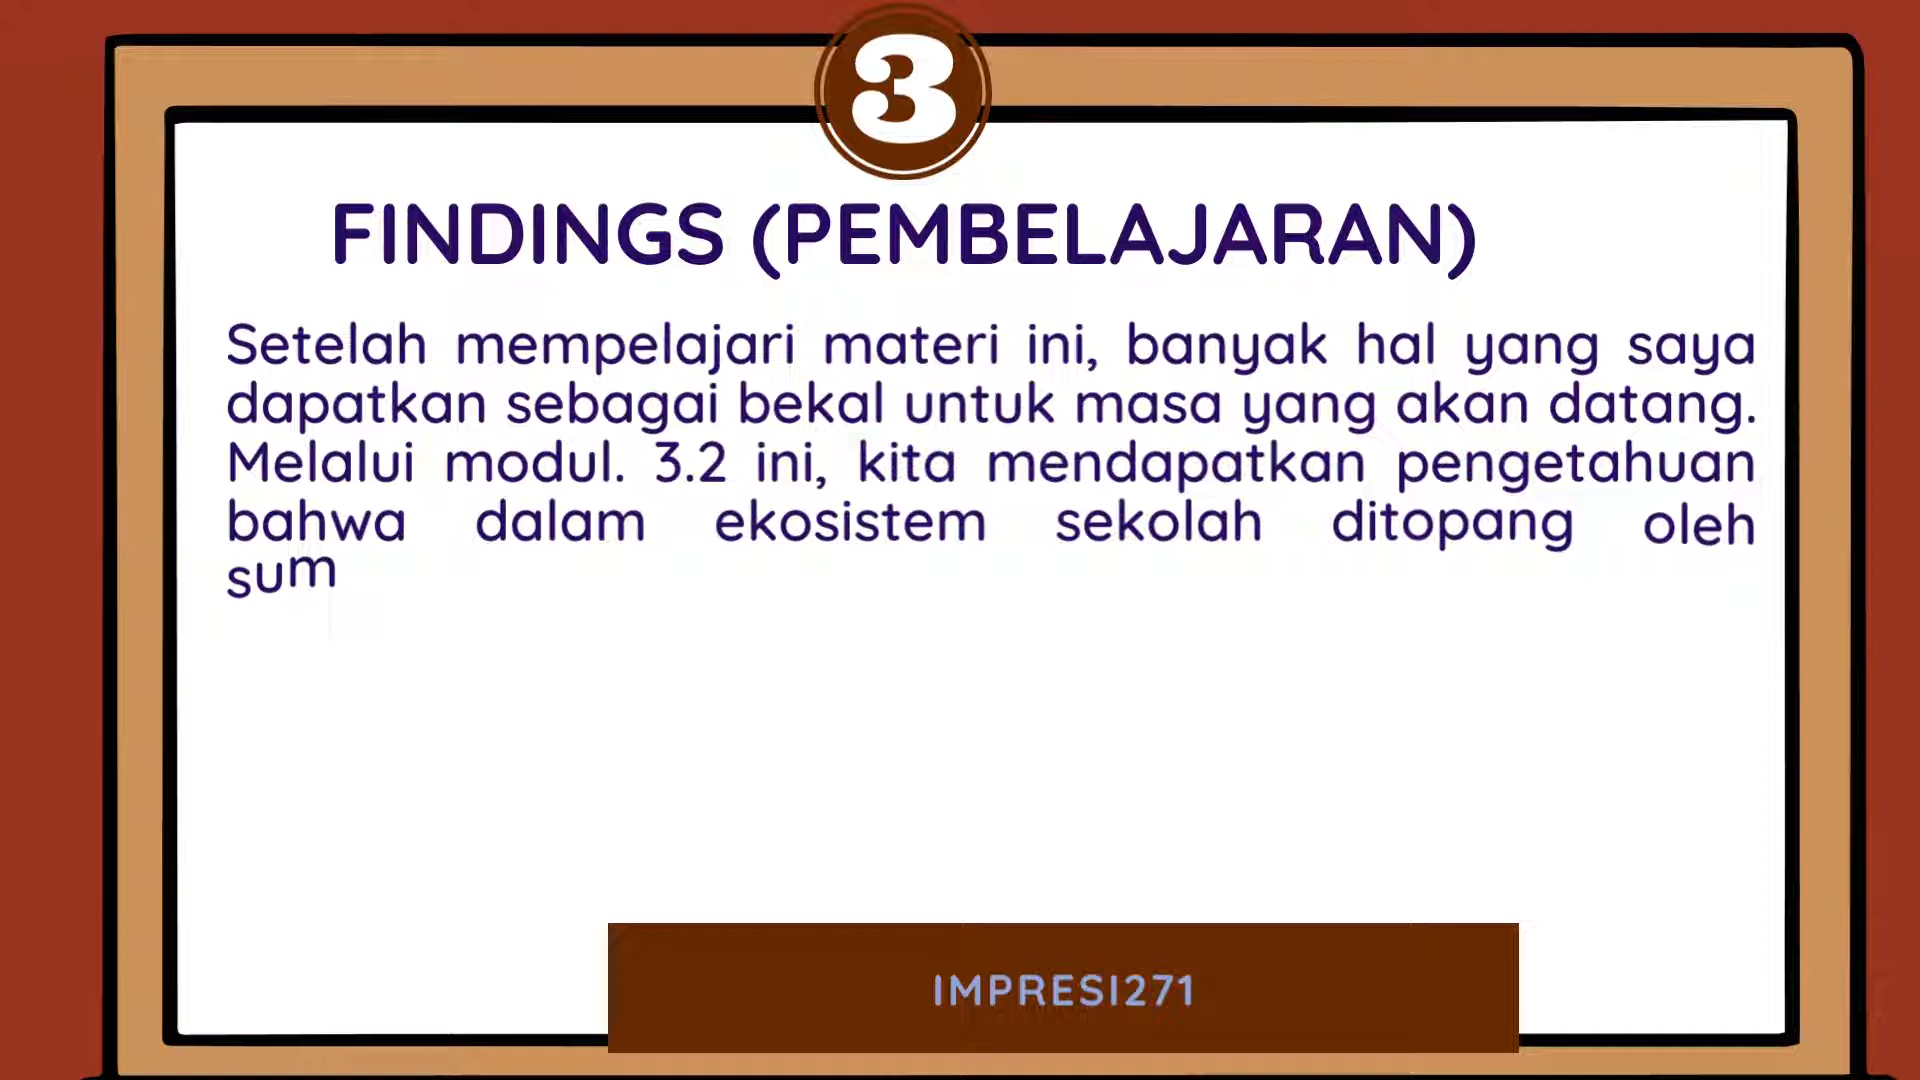 3
FINDINGS (PEMBELAJARAN)
Setelah mempelajari materi ini, banyak hal yang saya
dapatkan sebagai bekal untuk masa yang akan datang.
Melalui modul. 3.2 ini, kita mendapatkan pengetahuan
bahwa dalam ekosistem sekolah ditopang oleh
sum
IMPRESI271